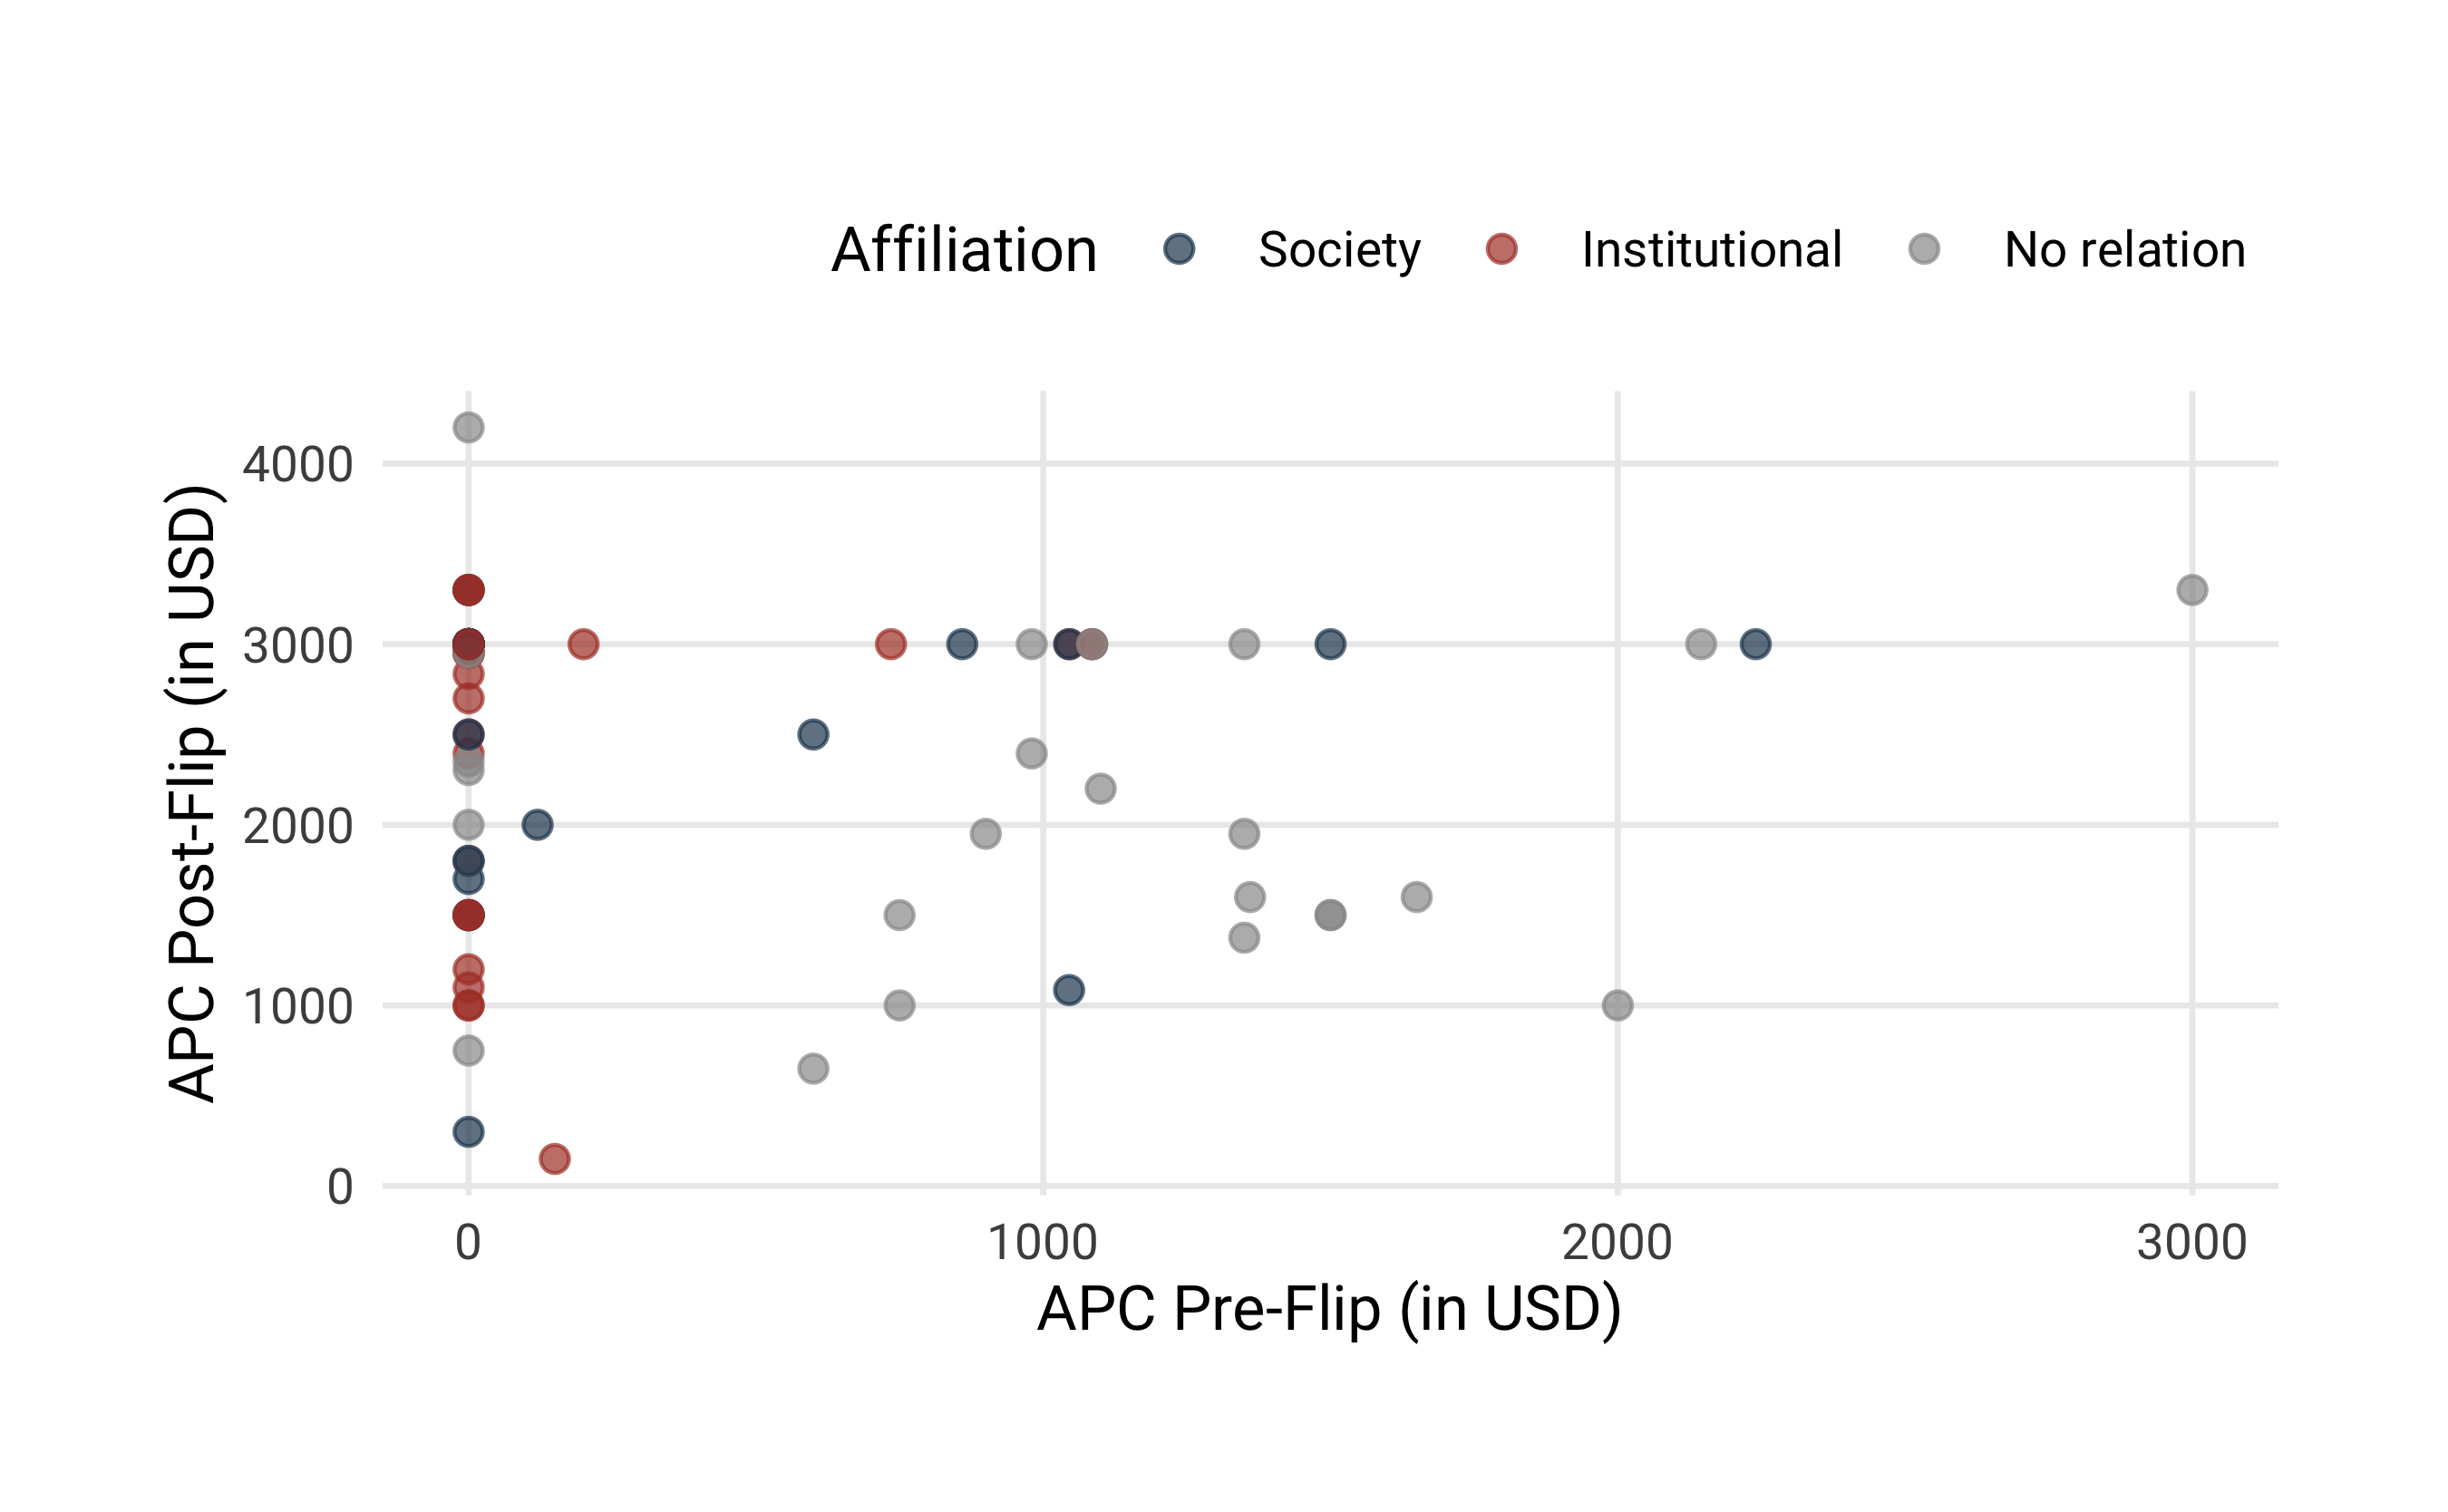 Affiliation Society Institutional No relation
APC Post-Flip (in USD)
4000
3000
2000
1000
0
0 1000 2000 3000
APC Pre-Flip (in USD)